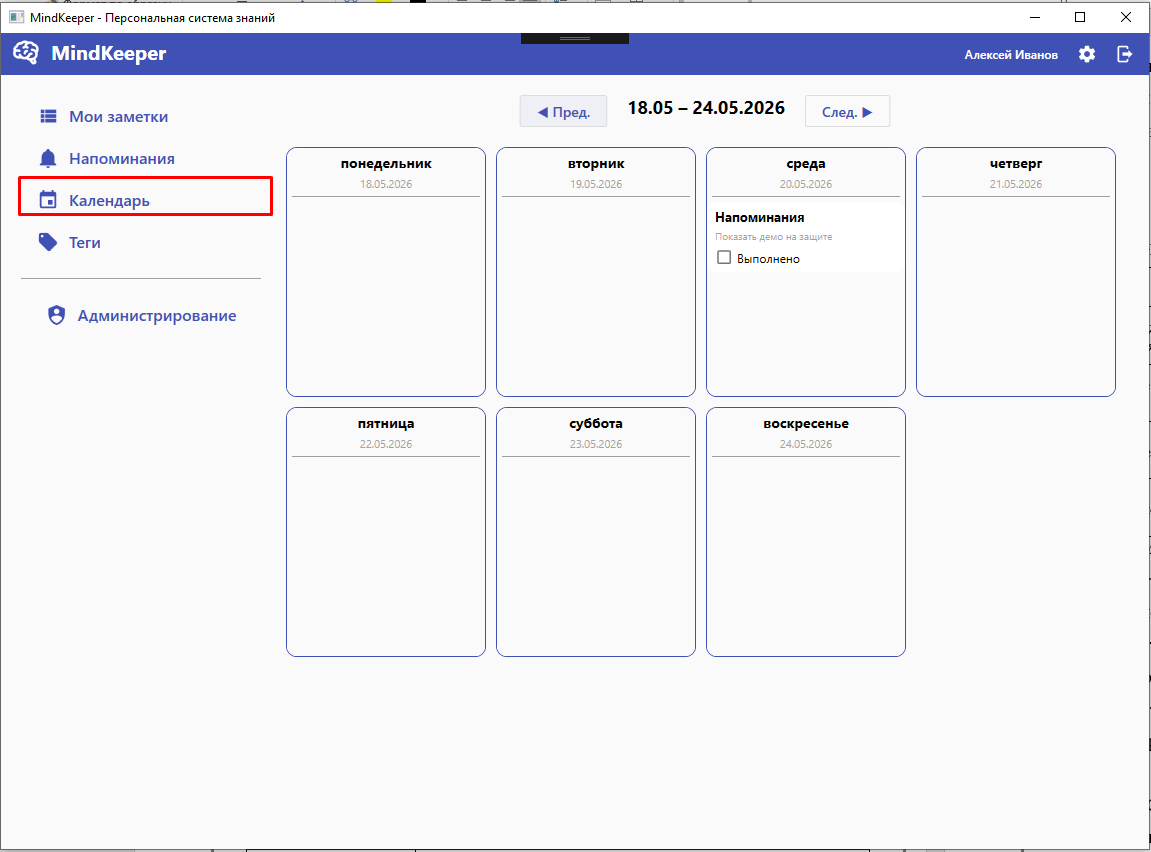 MindKeeper - Персональная система знаний
MindKeeper
Алексей Иванов
Мои заметки
Напоминания
Календарь
Теги
Администрирование
◀ Пред.
18.05 – 24.05.2026
След. ▶
понедельник
18.05.2026
вторник
19.05.2026
среда
20.05.2026
Напоминания
Показать демо на защите
Выполнено
четверг
21.05.2026
пятница
22.05.2026
суббота
23.05.2026
воскресенье
24.05.2026